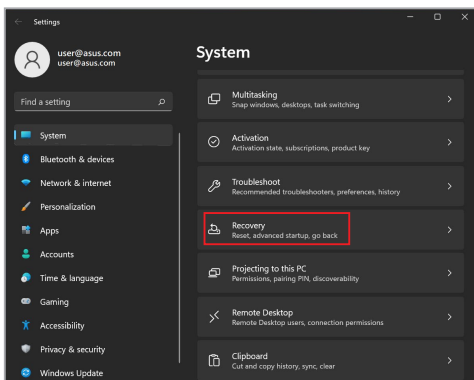 Settings
user@asus.com
user@asus.com
Find a setting
System
Bluetooth & devices
Network & internet
Personalization
Apps
Accounts
Time & language
Gaming
Accessibility
Privacy & security
Windows Update
System
Multitasking
Snap windows, desktops, task switching
Activation
Activation state, subscriptions, product key
Troubleshoot
Recommended troubleshooters, preferences, history
Recovery
Reset, advanced startup, go back
Projecting to this PC
Permissions, pairing PIN, discoverability
Remote Desktop
Remote Desktop users, connection permissions
Clipboard
Cut and copy history, sync, clear